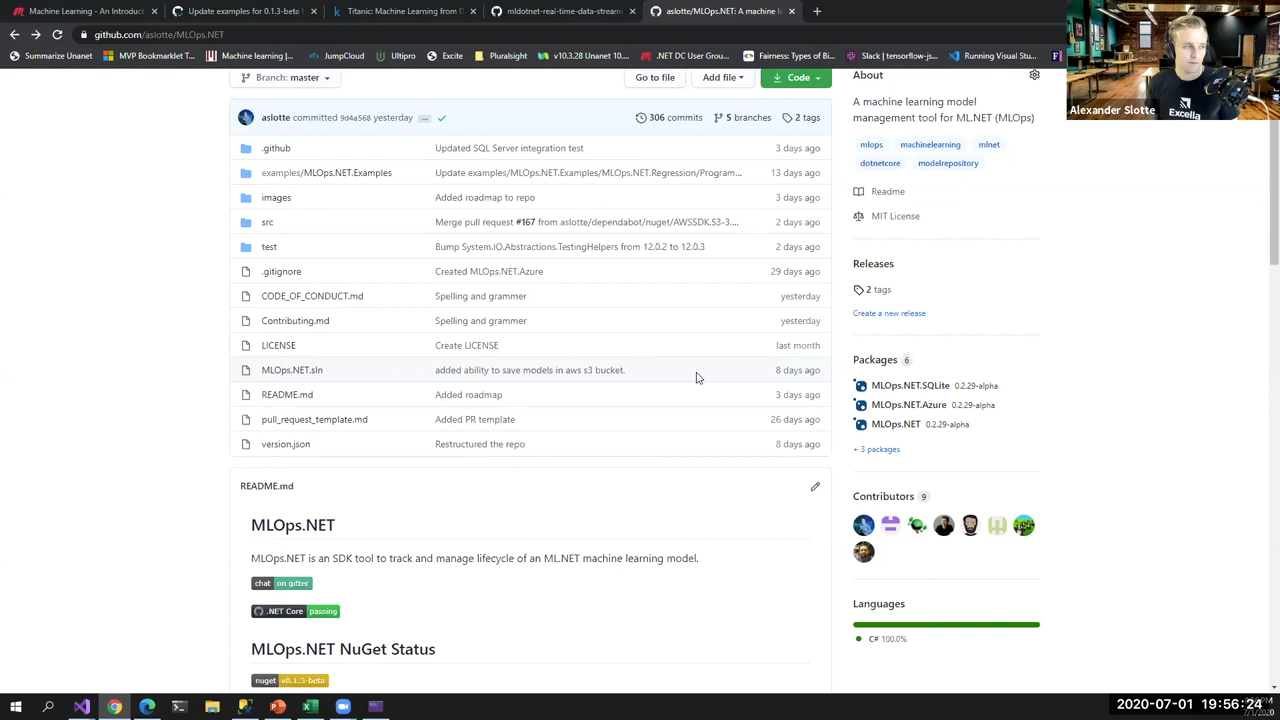 Machine Learning - An Introduc
Update examples for 0.1.3-beta
Titanic Machine Learning from D
mldotnet-real-time-data-stream
aslotte/MLOps.NET: A machine le
github.com/aslotte/MLOps.NET
Summarize Unanet
MVP Bookmarklet T...
Machine learning |...
JumpCloud
Jumpstart
Excella
Pluralsight
v10.3.28 Unanet 10...
.NET DC User Grou...
Fairness: Types of Bi...
Slack | tensorflow-js...
Running Visual Stu...
Branch: master
Go to file
Add file
Code
aslotte committed 9d4a568 yesterday
306 commits
5 branches
2 tags
.github Updated SQL Server integration test 3 days ago
examples/MLOps.NET.Examples Update examples/MLOps.NET.Examples/MLOps.NET.Regression/Program... 13 days ago
images Added roadmap to repo 3 days ago
src Merge pull request #167 from aslotte/dependabot/nuget/AWSSDK.S3-3.... 2 days ago
test Bump System.IO.Abstractions.TestingHelpers from 12.0.2 to 12.0.3 2 days ago
.gitignore Created MLOps.NET.Azure 29 days ago
CODE_OF_CONDUCT.md Spelling and grammer yesterday
Contributing.md Spelling and grammer yesterday
LICENSE Create LICENSE last month
MLOps.NET.sln added ability to save models in aws s3 bucket. 8 days ago
README.md Added roadmap 3 days ago
pull_request_template.md Added PR template 26 days ago
version.json Restructured the repo 8 days ago
README.md
MLOps.NET
MLOps.NET is an SDK tool to track and manage lifecycle of an ML.NET machine learning model.
chat on gitter
.NET Core passing
MLOps.NET NuGet Status
nuget v0.1.3-beta
About
A machine learning model
management tool for ML.NET (MLOps)
mlops machinelearning mlnet
dotnetcore modelrepository
Readme
MIT License
Releases
2 tags
Create a new release
Packages 6
MLOps.NET.SQLite 0.2.29-alpha
MLOps.NET.Azure 0.2.29-alpha
MLOps.NET 0.2.29-alpha
+ 3 packages
Contributors 9
Languages
C# 100.0%
Alexander Slotte
Excella
2020-07-01 19:56:24